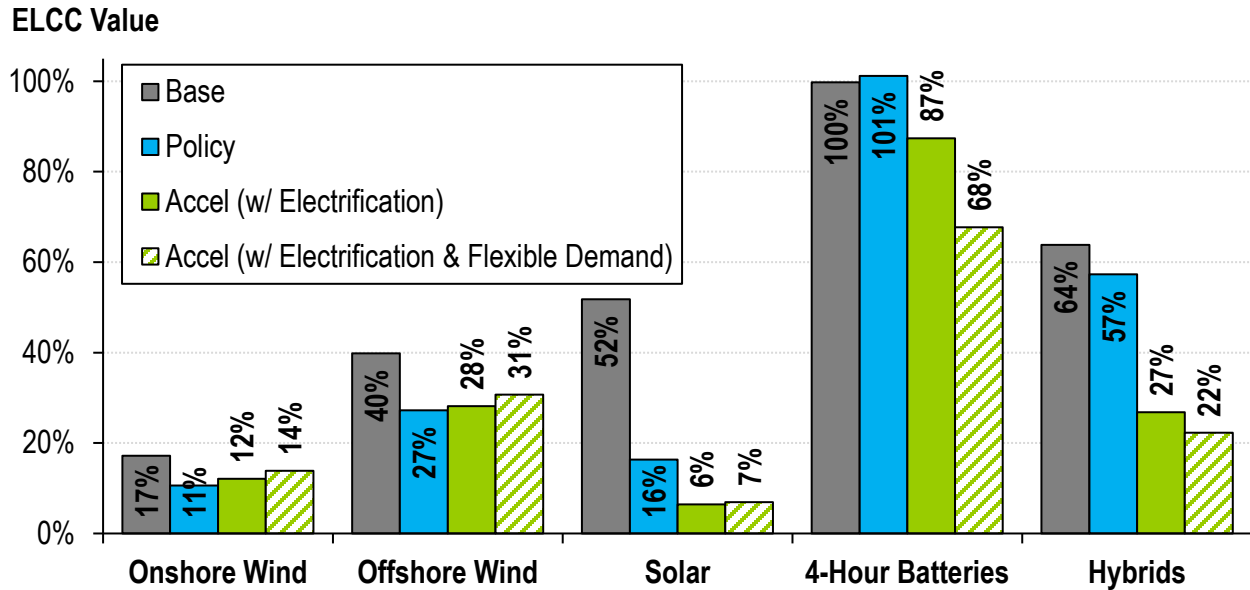 ELCC Value
100%
80%
60%
40%
20%
0%
Base
Policy
Accel (w/ Electrification)
Accel (w/ Electrification & Flexible Demand)
17%
11%
12%
14%
40%
27%
28%
31%
52%
16%
6%
7%
100%
101%
87%
68%
64%
57%
27%
22%
Onshore Wind
Offshore Wind
Solar
4-Hour Batteries
Hybrids